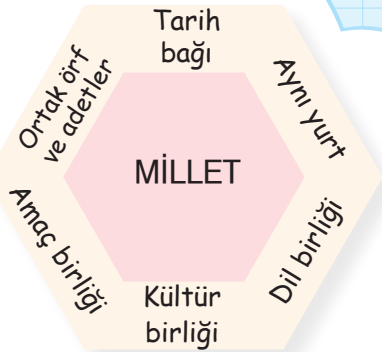 Tarih
bağı
Aynı yurt
Dil birliği
Kültür
birliği
Amaç birliği
Ortak örf
ve adetler
MİLLET